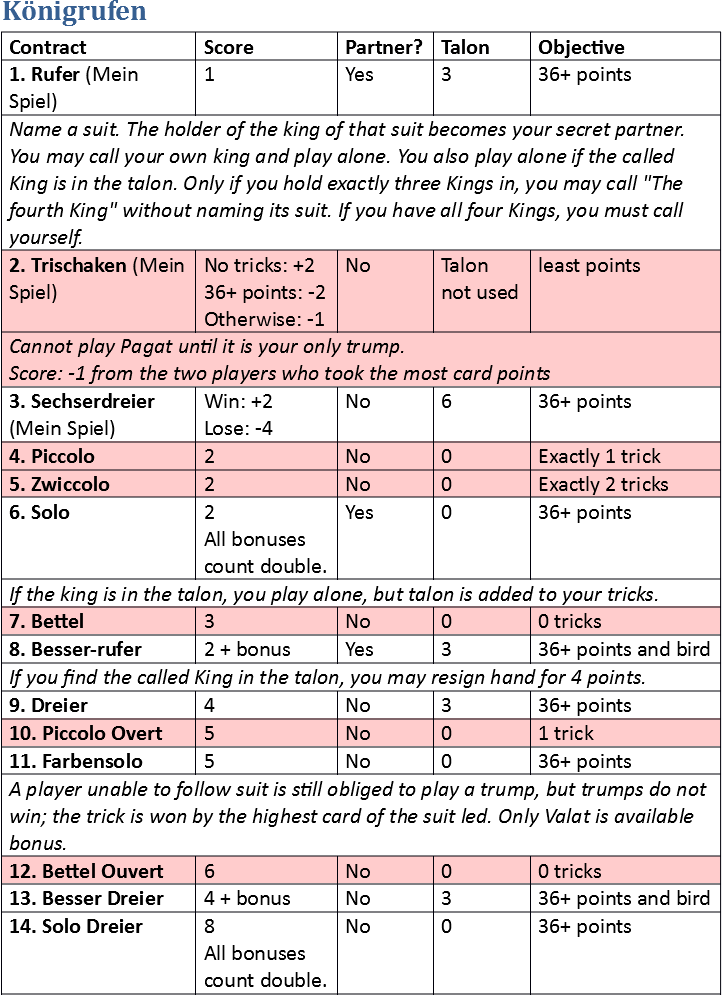 Königrufen
Contract Score Partner? Talon Objective
1. Rufer (Mein Spiel) 1 Yes 3 36+ points
Name a suit. The holder of the king of that suit becomes your secret partner.
You may call your own king and play alone. You also play alone if the called
King is in the talon. Only if you hold exactly three Kings in, you may call "The
fourth King" without naming its suit. If you have all four Kings, you must call
yourself.
2. Trischaken (Mein Spiel) No tricks: +2 No Talon not used least points
36+ points: -2
Otherwise: -1
Cannot play Pagat until it is your only trump.
Score: -1 from the two players who took the most card points
3. Sechserdreier (Mein Spiel) Win: +2 No 6 36+ points
Lose: -4
4. Piccolo 2 No 0 Exactly 1 trick
5. Zwiccolo 2 No 0 Exactly 2 tricks
6. Solo 2 Yes 0 36+ points
All bonuses
count double.
If the king is in the talon, you play alone, but talon is added to your tricks.
7. Bettel 3 No 0 0 tricks
8. Besser-rufer 2 + bonus Yes 3 36+ points and bird
If you find the called King in the talon, you may resign hand for 4 points.
9. Dreier 4 No 3 36+ points
10. Piccolo Overt 5 No 0 1 trick
11. Farbensolo 5 No 0 36+ points
A player unable to follow suit is still obliged to play a trump, but trumps do not
win; the trick is won by the highest card of the suit led. Only Valat is available
bonus.
12. Bettel Ouvert 6 No 0 0 tricks
13. Besser Dreier 4 + bonus No 3 36+ points and bird
14. Solo Dreier 8 No 0 36+ points
All bonuses
count double.